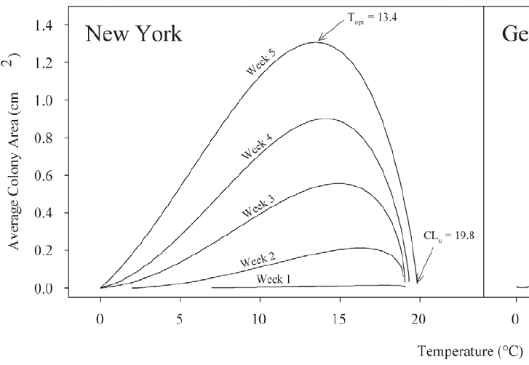 New York
Ge
T_opt = 13.4
1.4
1.2
1.0
0.8
0.6
0.4
0.2
0.0
Average Colony Area (cm²)
Week 5
Week 4
Week 3
Week 2
Week 1
CL_u = 19.8
0
5
10
15
20
0
Temperature (°C)